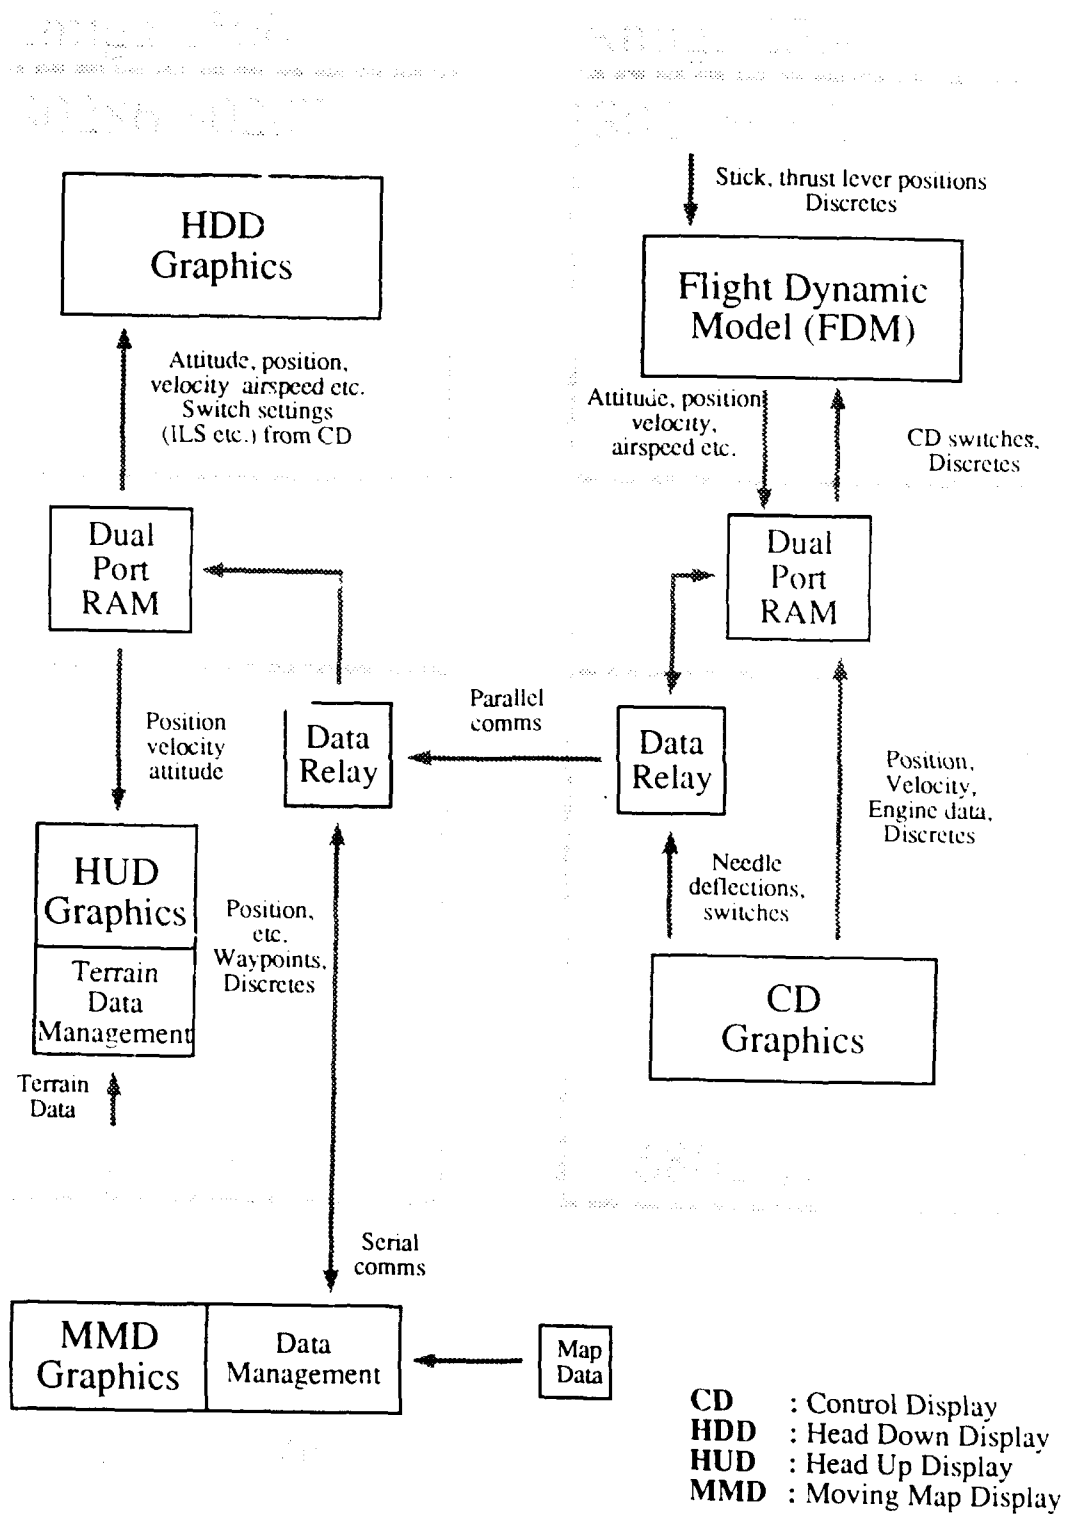 HDD
Graphics
Stick, thrust lever positions
Discretes
Flight Dynamic
Model (FDM)
Attitude, position,
velocity airspeed etc.
Switch settings
(ILS etc.) from CD
Attitude, position
velocity,
airspeed etc.
CD switches,
Discretes
Dual
Port
RAM
Dual
Port
RAM
Position
velocity
attitude
Data
Relay
Parallel
comms
Data
Relay
Position,
Velocity,
Engine data,
Discretes
HUD
Graphics
Terrain
Data
Management
Terrain
Data
Position,
etc.
Waypoints,
Discretes
Needle
deflections,
switches
CD
Graphics
Serial
comms
MMD
Graphics
Data
Management
Map
Data
CD : Control Display
HDD : Head Down Display
HUD : Head Up Display
MMD : Moving Map Display